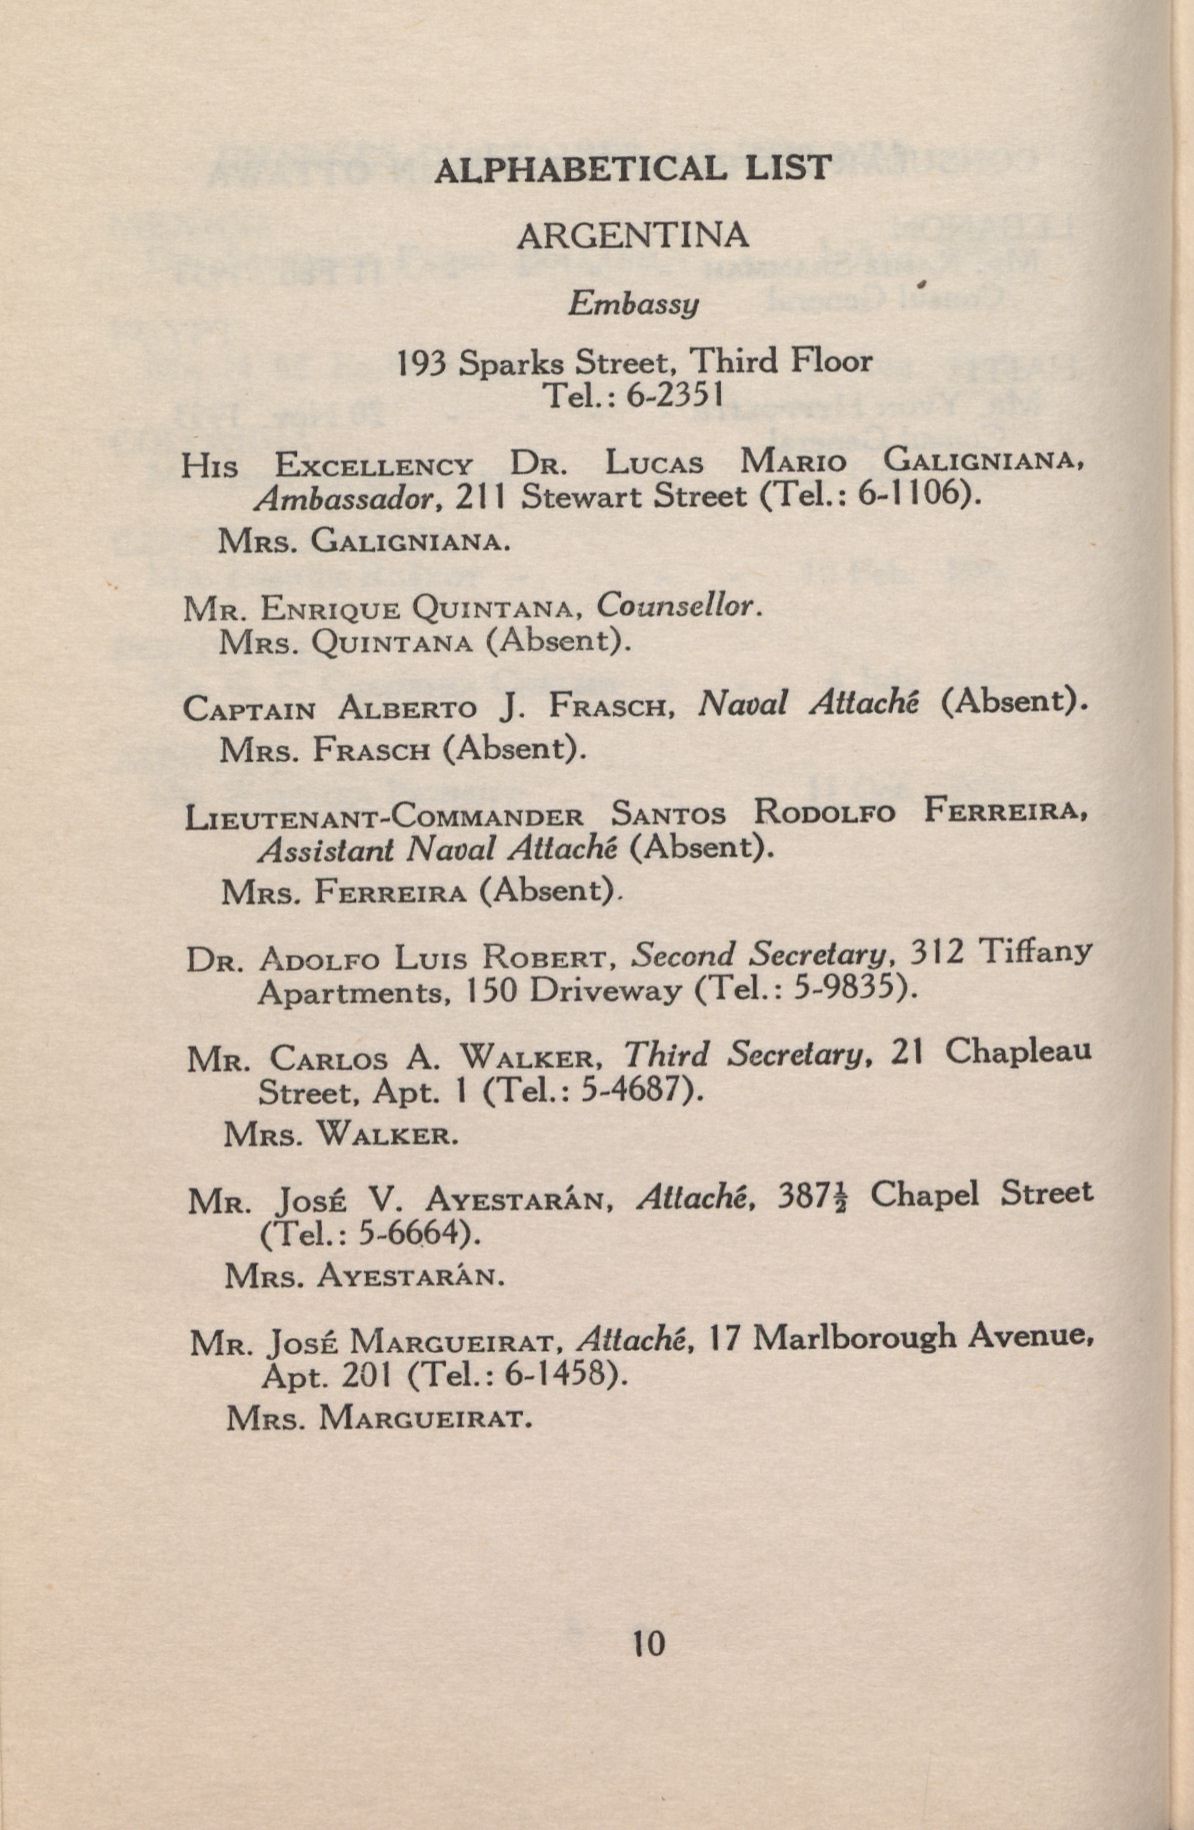 ALPHABETICAL LIST
ARGENTINA
Embassy
193 Sparks Street, Third Floor
Tel.: 6-2351
HIS EXCELLENCY DR. LUCAS MARIO GALIGNIANA,
Ambassador, 211 Stewart Street (Tel.: 6-1106).
MRS. GALIGNIANA.
MR. ENRIQUE QUINTANA, Counsellor.
MRS. QUINTANA (Absent).
CAPTAIN ALBERTO J. FRASCH, Naval Attaché (Absent).
MRS. FRASCH (Absent).
LIEUTENANT-COMMANDER SANTOS RODOLFO FERREIRA,
Assistant Naval Attaché (Absent).
MRS. FERREIRA (Absent).
DR. ADOLFO LUIS ROBERT, Second Secretary, 312 Tiffany
Apartments, 150 Driveway (Tel.: 5-9835).
MR. CARLOS A. WALKER, Third Secretary, 21 Chapleau
Street, Apt. 1 (Tel.: 5-4687).
MRS. WALKER.
MR. JOSÉ V. AYESTARÁN, Attaché, 387½ Chapel Street
(Tel.: 5-6664).
MRS. AYESTARÁN.
MR. JOSÉ MARGUEIRAT, Attaché, 17 Marlborough Avenue,
Apt. 201 (Tel.: 6-1458).
MRS. MARGUEIRAT.
10